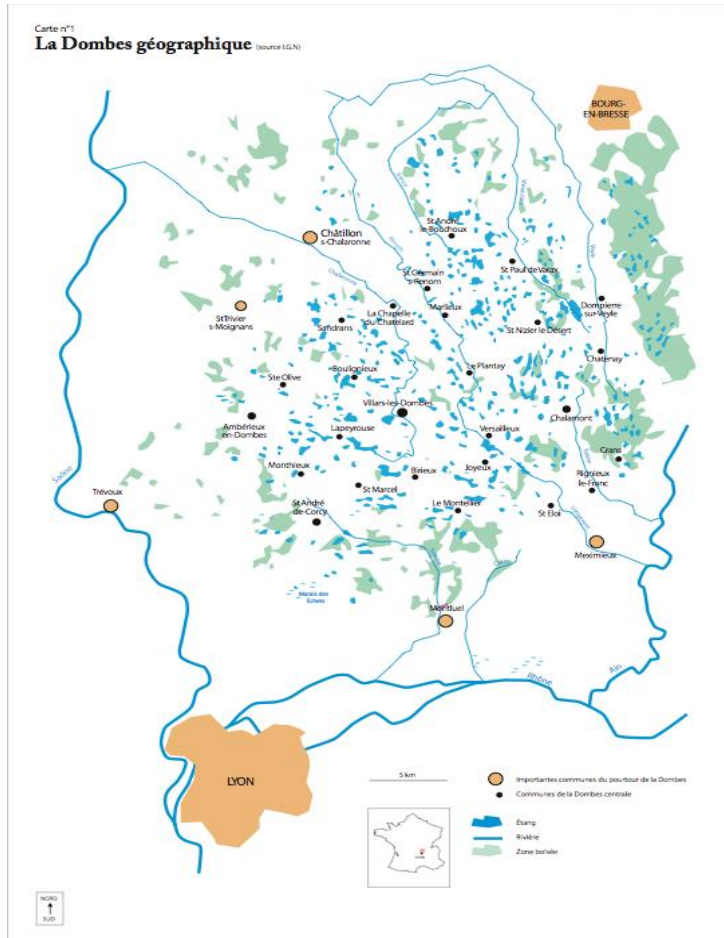 Carte n°1
La Dombes géographique (source I.G.N)
BOURG-
EN-BRESSE
Châtillon
s-Chalaronne
St André
le Bouchoux
St Paul de Varax
St Germain
s-Renom
Chalaronne
Veyle
St Trivier
s-Moignans
Sandrans
La Chapelle
du Chatelard
Marlieux
St Nizier le Désert
Dompierre
sur-Veyle
Chatenay
Ste Olive
Bouligneux
Le Plantay
Villars-les-Dombes
Chalamont
Ambérieux
en-Dombes
Lapeyrouse
Versailleux
Crans
Monthieux
Birieux
Joyeux
Rignieux
le-Franc
Saône
Trévoux
St André
de-Corcy
St Marcel
Le Montellier
St Eloi
Meximieux
Marais des
Echets
Montluel
Rhône
Ain
LYON
5 km
Importantes communes du pourtour de la Dombes
Communes de la Dombes centrale
Étang
Rivière
Zone boisée
NORD
SUD